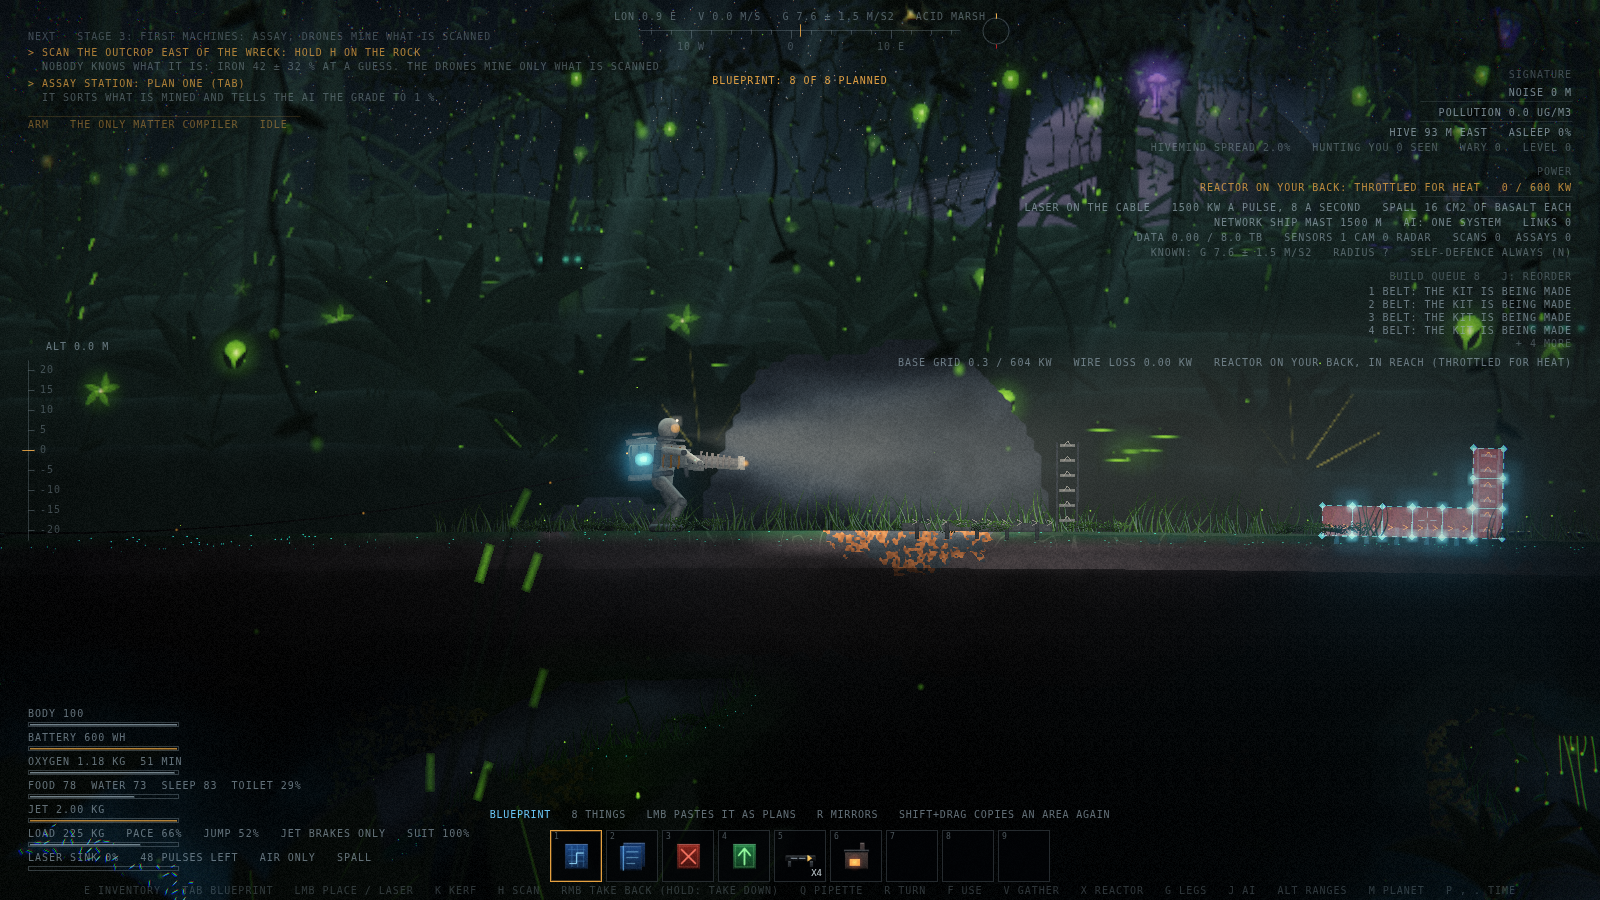 LON 0.9 E   V 0.0 M/S   G 7.6 ± 1.5 M/S2   ACID MARSH
10 W   0   E   10 E
NEXT   STAGE 3: FIRST MACHINES: ASSAY, DRONES MINE WHAT IS SCANNED
> SCAN THE OUTCROP EAST OF THE WRECK: HOLD H ON THE ROCK
NOBODY KNOWS WHAT IT IS: IRON 42 ± 32 % AT A GUESS. THE DRONES MINE ONLY WHAT IS SCANNED
> ASSAY STATION: PLAN ONE (TAB)
IT SORTS WHAT IS MINED AND TELLS THE AI THE GRADE TO 1 %
ARM   THE ONLY MATTER COMPILER   IDLE
BLUEPRINT: 8 OF 8 PLANNED
SIGNATURE
NOISE 0 M
POLLUTION 0.0 UG/M3
HIVE 93 M EAST   ASLEEP 0%
HIVEMIND SPREAD 2.0%   HUNTING YOU 0 SEEN   WARY 0.   LEVEL 0
POWER
REACTOR ON YOUR BACK: THROTTLED FOR HEAT   0 / 600 KW
LASER ON THE CABLE   1500 KW A PULSE, 8 A SECOND   SPALL 16 CM2 OF BASALT EACH
NETWORK SHIP MAST 1500 M   AI: ONE SYSTEM   LINKS 0
DATA 0.00 / 8.0 TB   SENSORS 1 CAM 0 RADAR   SCANS 0   ASSAYS 0
KNOWN: G 7.6 ± 1.5 M/S2   RADIUS ?   SELF-DEFENCE ALWAYS (N)
BUILD QUEUE 8   J: REORDER
1 BELT: THE KIT IS BEING MADE
2 BELT: THE KIT IS BEING MADE
3 BELT: THE KIT IS BEING MADE
4 BELT: THE KIT IS BEING MADE
+ 4 MORE
BASE GRID 0.3 / 604 KW   WIRE LOSS 0.00 KW   REACTOR ON YOUR BACK, IN REACH (THROTTLED FOR HEAT)
ALT 0.0 M
20
15
10
5
0
-5
-10
-15
-20
BODY 100
BATTERY 600 WH
OXYGEN 1.18 KG   51 MIN
FOOD 78   WATER 73   SLEEP 83   TOILET 29%
JET 2.00 KG
LOAD 225 KG   PACE 66%   JUMP 52%   JET BRAKES ONLY   SUIT 100%
LASER SINK 0%   48 PULSES LEFT   AIR ONLY   SPALL
BLUEPRINT   8 THINGS   LMB PASTES IT AS PLANS   R MIRRORS   SHIFT+DRAG COPIES AN AREA AGAIN
1 2 3 4 5 6 7 8 9
X4
E INVENTORY   TAB BLUEPRINT   LMB PLACE / LASER   K KERF   H SCAN   RMB TAKE BACK (HOLD: TAKE DOWN)   Q PIPETTE   R TURN   F USE   V GATHER   X REACTOR   G LEGS   J AI   ALT RANGES   M PLANET   P , . TIME